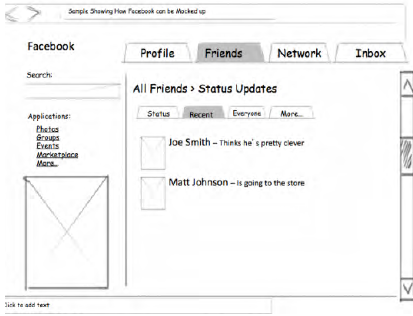 Sample Showing How Facebook can be Mocked up
Facebook
Profile Friends Network Inbox
Search:
All Friends > Status Updates
Status Recent Everyone More...
Applications:
Photos
Groups
Events
Marketplace
More...
Joe Smith – Thinks he's pretty clever
Matt Johnson – is going to the store
lick to add text